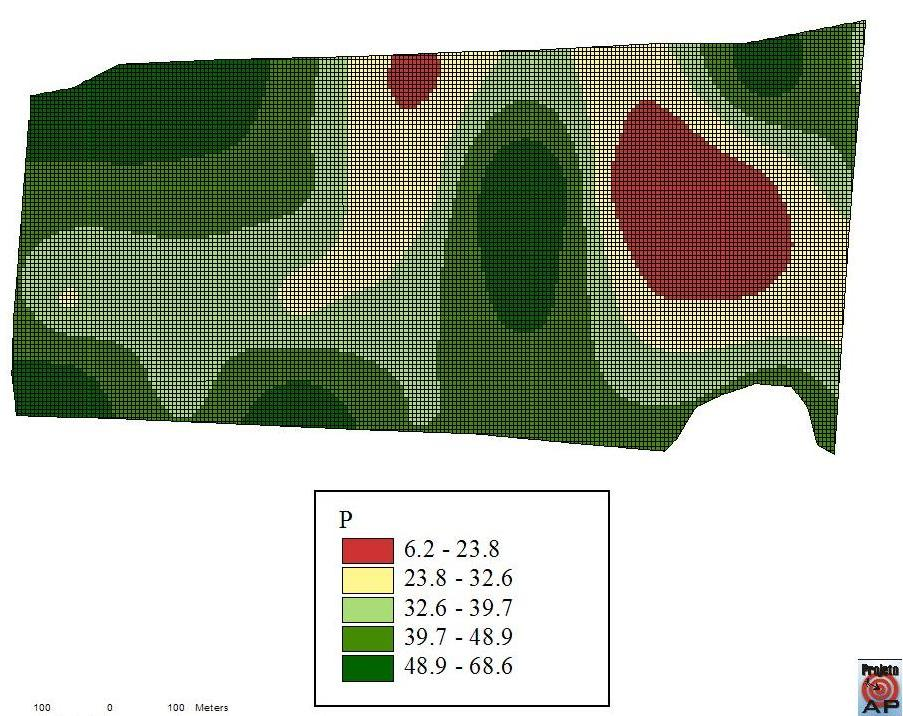 P
6.2 - 23.8
23.8 - 32.6
32.6 - 39.7
39.7 - 48.9
48.9 - 68.6
100 0 100 Meters
Projeto
AP